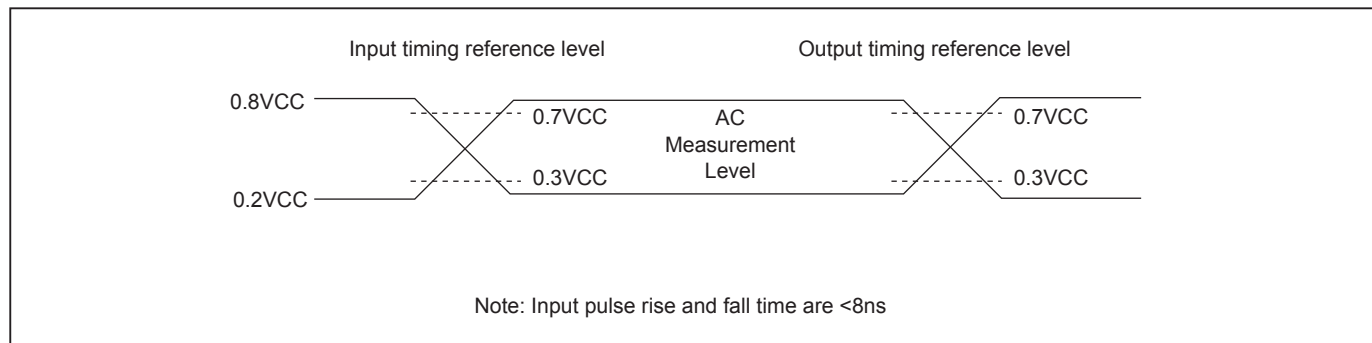 Input timing reference level
Output timing reference level
0.8VCC
0.7VCC
AC
Measurement
Level
0.7VCC
0.3VCC
0.3VCC
0.2VCC
Note: Input pulse rise and fall time are <8ns